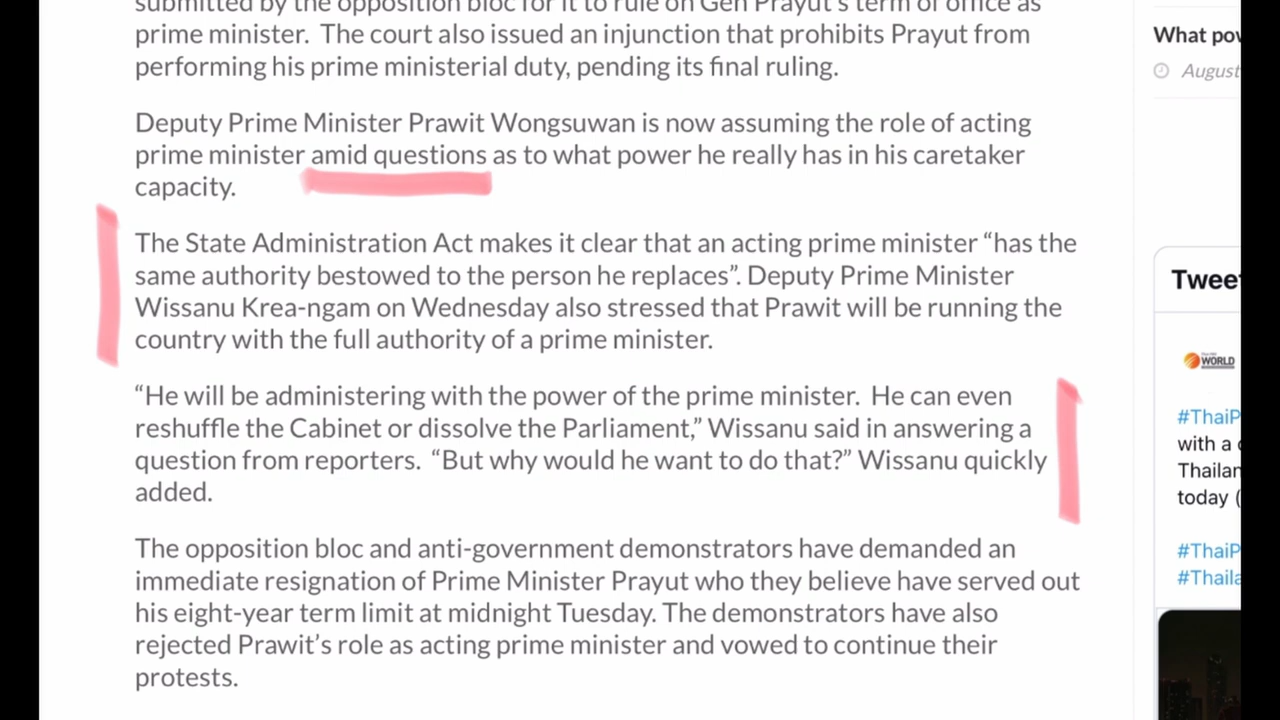 submitted by the opposition bloc for it to rule on Gen Prayut's term of office as
prime minister.  The court also issued an injunction that prohibits Prayut from
performing his prime ministerial duty, pending its final ruling.
Deputy Prime Minister Prawit Wongsuwan is now assuming the role of acting
prime minister amid questions as to what power he really has in his caretaker
capacity.
The State Administration Act makes it clear that an acting prime minister “has the
same authority bestowed to the person he replaces”. Deputy Prime Minister
Wissanu Krea-ngam on Wednesday also stressed that Prawit will be running the
country with the full authority of a prime minister.
“He will be administering with the power of the prime minister.  He can even
reshuffle the Cabinet or dissolve the Parliament,” Wissanu said in answering a
question from reporters.  “But why would he want to do that?” Wissanu quickly
added.
The opposition bloc and anti-government demonstrators have demanded an
immediate resignation of Prime Minister Prayut who they believe have served out
his eight-year term limit at midnight Tuesday. The demonstrators have also
rejected Prawit’s role as acting prime minister and vowed to continue their
protests.
What
August
WORLD
with a
today (